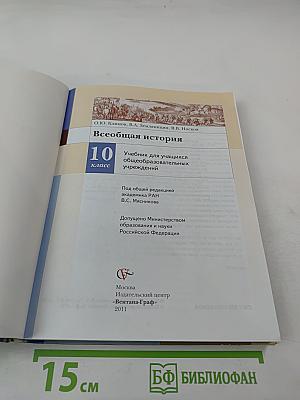 О.Ю. Климов, В.А. Земляницин, В.В. Носков
Всеобщая история
10
класс
Учебник для учащихся
общеобразовательных
учреждений
Под общей редакцией
академика РАН
В.С. Мясникова
Допущено Министерством
образования и науки
Российской Федерации
Москва
Издательский центр
«Вентана-Граф»
2011
15 см
БФ БИБЛИОФАН